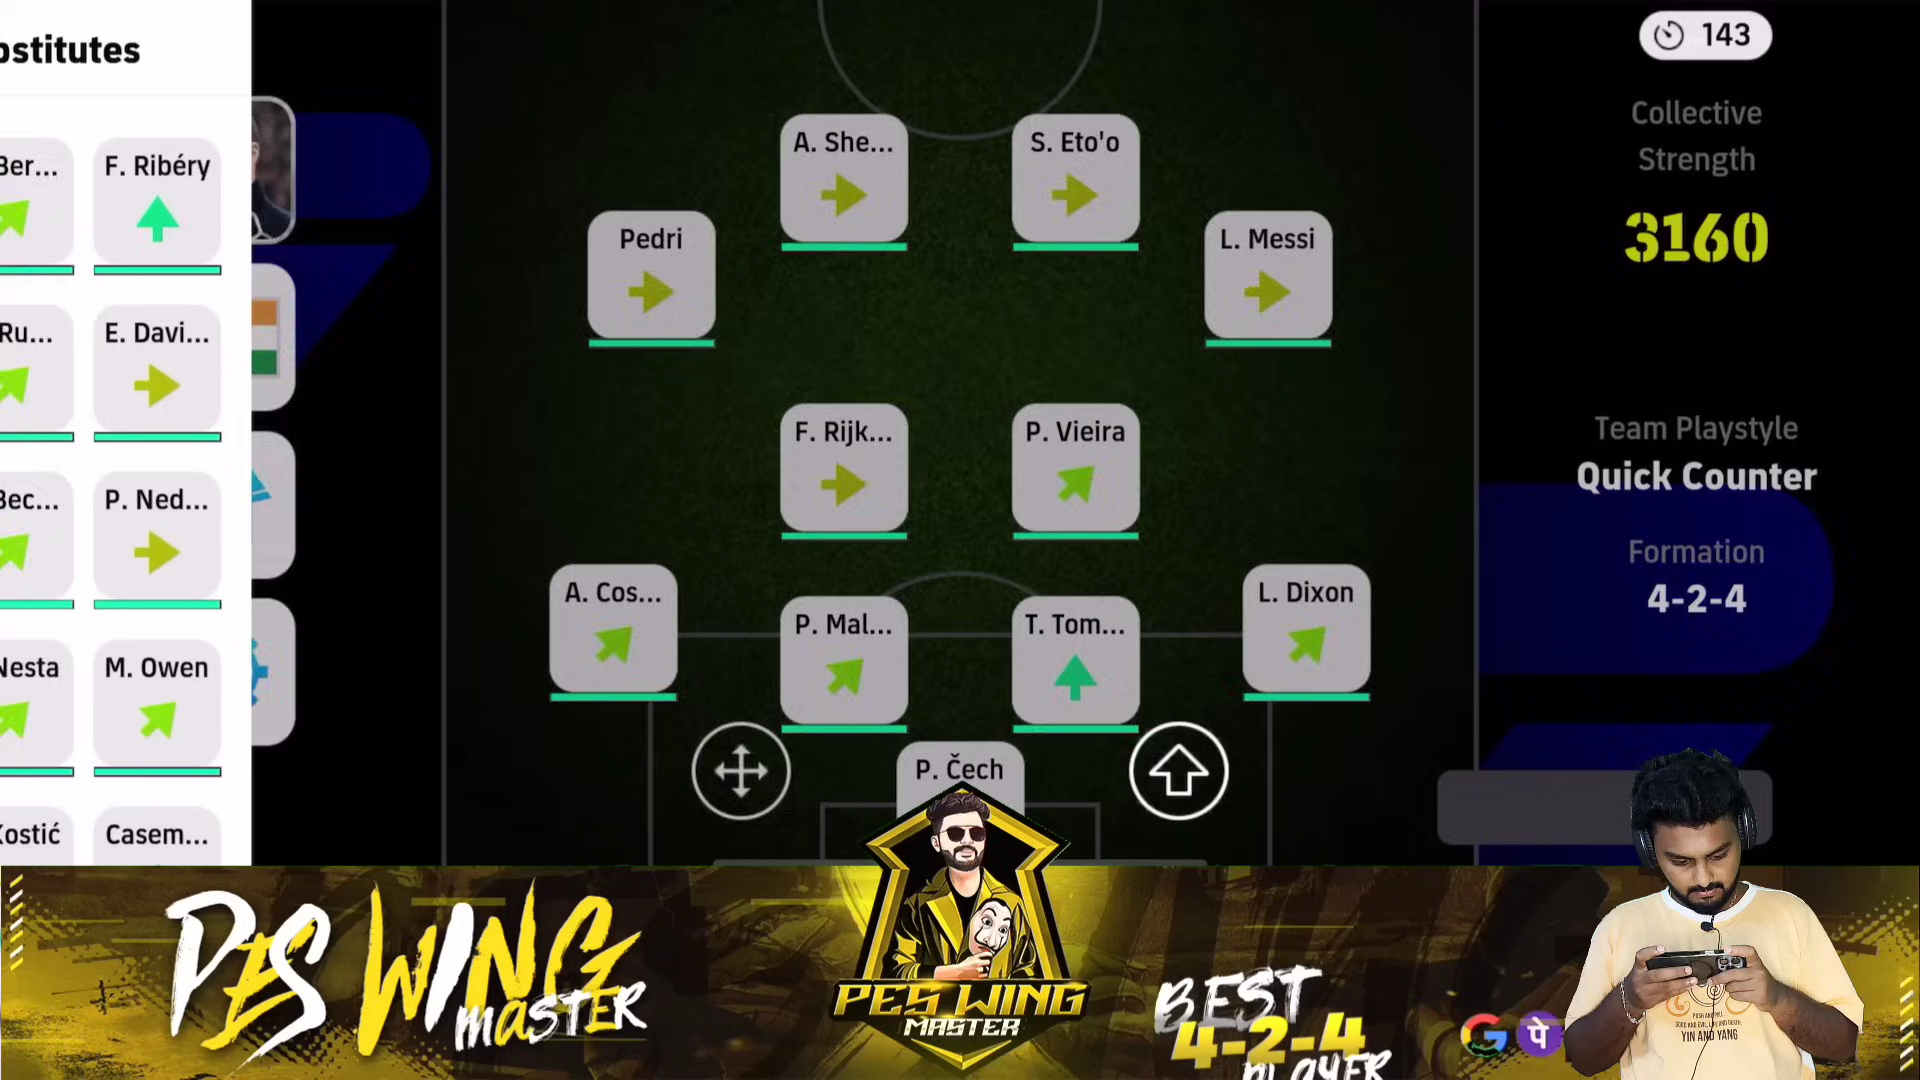 ostitutes
Ber...
F. Ribéry
Ru...
E. Davi...
Bec...
P. Ned...
Nesta
M. Owen
Kostić
Casem...
A. She...
S. Eto'o
Pedri
L. Messi
F. Rijk...
P. Vieira
A. Cos...
P. Mal...
T. Tom...
L. Dixon
P. Čech
143
Collective
Strength
3160
Team Playstyle
Quick Counter
Formation
4-2-4
PES WING
MASTER
PES WING
MASTER
BEST
4-2-4
PLAYER
G
पे
YIN AND YANG